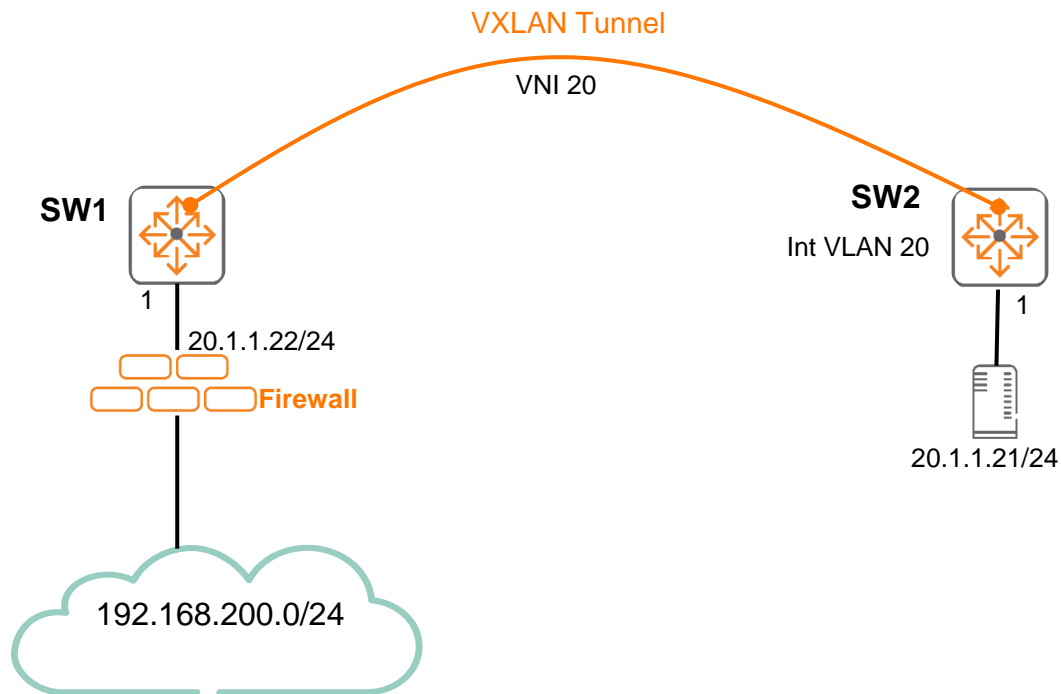 VXLAN Tunnel
VNI 20
SW1
SW2
Int VLAN 20
1
1
20.1.1.22/24
Firewall
20.1.1.21/24
192.168.200.0/24